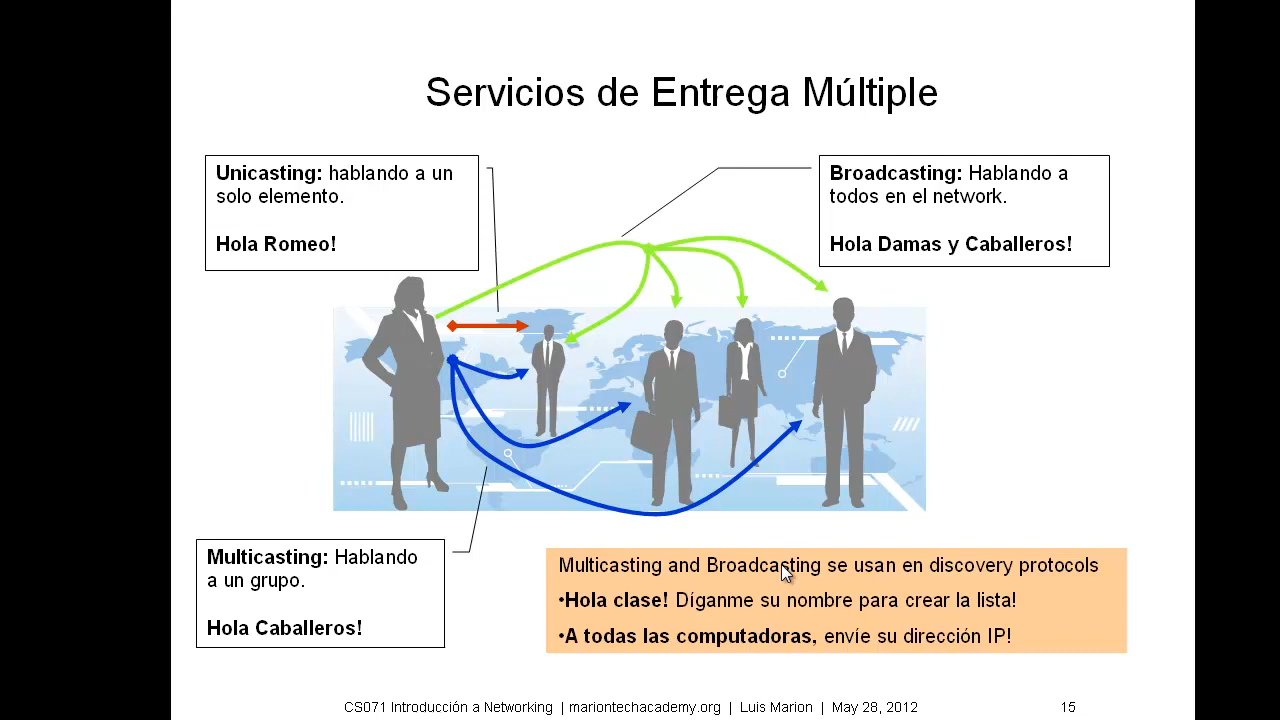 Servicios de Entrega Múltiple
Unicasting: hablando a un
solo elemento.
Hola Romeo!
Broadcasting: Hablando a
todos en el network.
Hola Damas y Caballeros!
Multicasting: Hablando
a un grupo.
Hola Caballeros!
Multicasting and Broadcasting se usan en discovery protocols
•Hola clase! Díganme su nombre para crear la lista!
•A todas las computadoras, envíe su dirección IP!
CS071 Introducción a Networking | mariontechacademy.org | Luis Marion | May 28, 2012
15